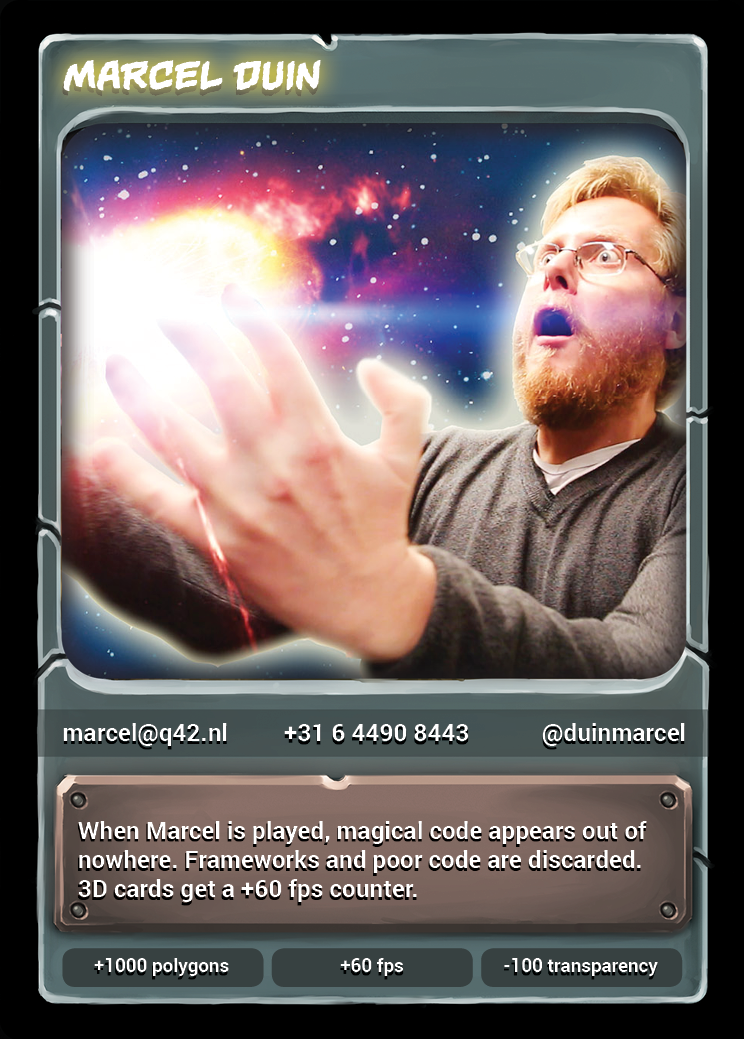 MARCEL DUIN
marcel@q42.nl +31 6 4490 8443 @duinmarcel
When Marcel is played, magical code appears out of
nowhere. Frameworks and poor code are discarded.
3D cards get a +60 fps counter.
+1000 polygons +60 fps -100 transparency